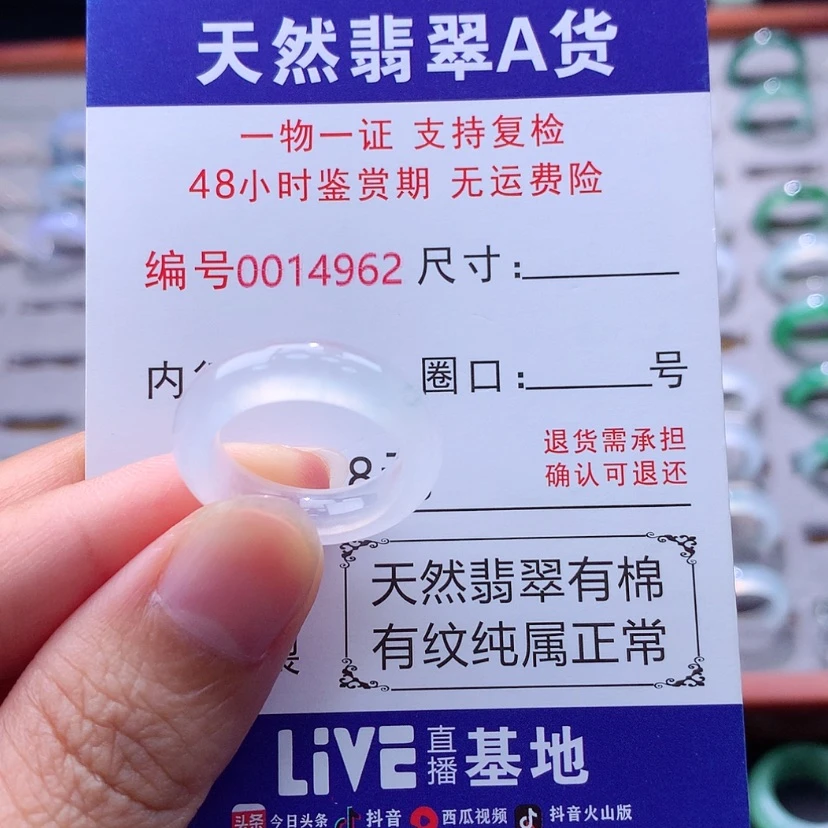 天然翡翠A货
一物一证 支持复检
48小时鉴赏期 无运费险
编号0014962 尺寸:
内 圈口: 号
退货需承担
确认可退还
天然翡翠有棉
有纹纯属正常
LiVE直播基地
头条 今日头条 抖音 西瓜视频 抖音火山版